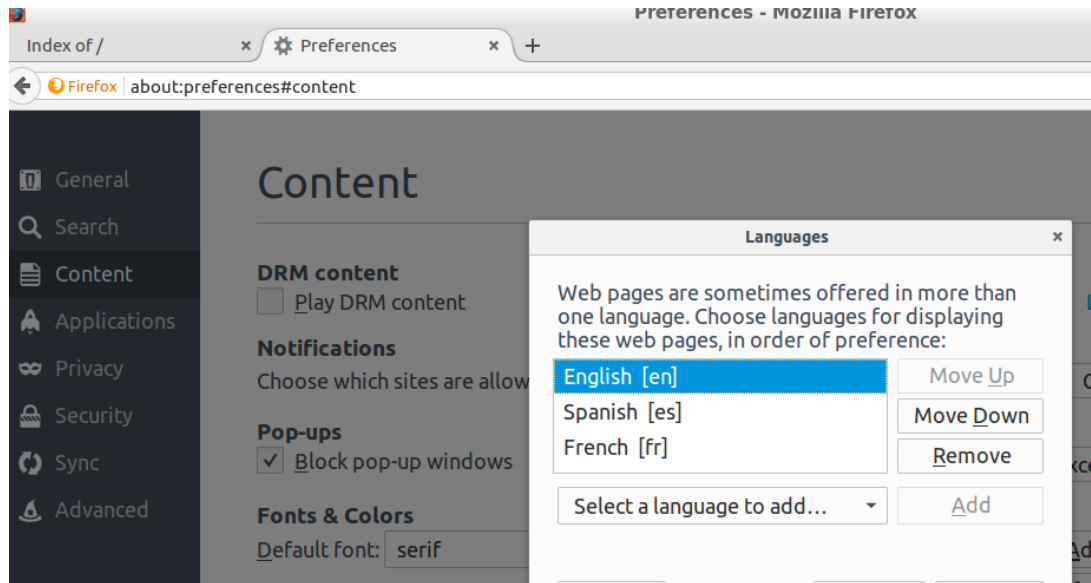 Preferences - Mozilla Firefox
Index of / × Preferences × +
Firefox about:preferences#content
General
Search
Content
Applications
Privacy
Security
Sync
Advanced
Content
DRM content
Play DRM content
Notifications
Choose which sites are allow
Pop-ups
Block pop-up windows
Fonts & Colors
Default font: serif
Languages ×
Web pages are sometimes offered in more than
one language. Choose languages for displaying
these web pages, in order of preference:
English [en]
Spanish [es]
French [fr]
Move Up
Move Down
Remove
Select a language to add...
Add